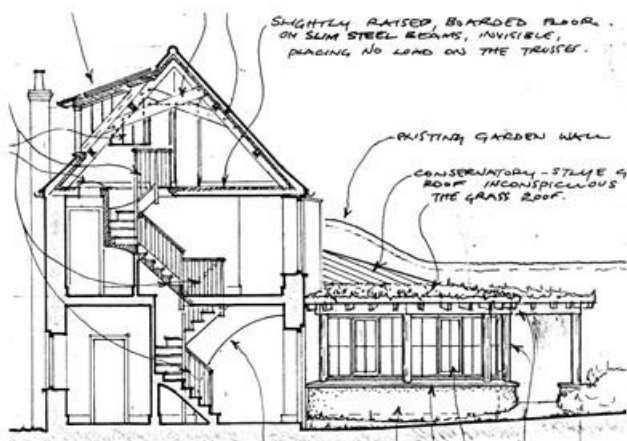 SLIGHTLY RAISED, BOARDED FLOOR.
ON SLIM STEEL BEAMS, INVISIBLE,
PLACING NO LOAD ON THE TRUSSES.
EXISTING GARDEN WALL
CONSERVATORY-STYLE G
ROOF INCONSPICUOUS
THE GRASS ROOF.